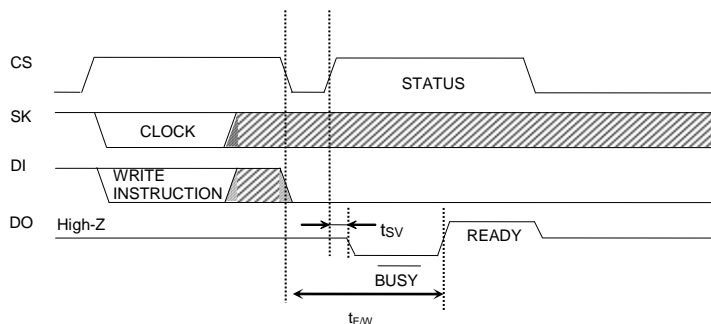 CS
STATUS
SK
CLOCK
DI
WRITE
INSTRUCTION
DO
High-Z
tSV
READY
BUSY
tE/W